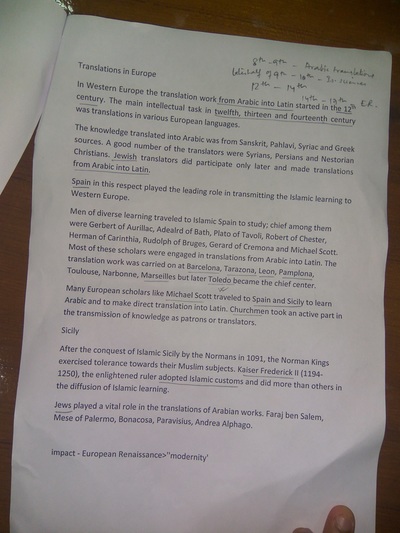 8th - 9th - Arabic translations
half of 9th - 10th -
12th - 14th
14th - 17th E.R.
Translations in Europe
In Western Europe the translation work from Arabic into Latin started in the 12th
century. The main intellectual task in twelfth, thirteen and fourteenth century
was translations in various European languages.
The knowledge translated into Arabic was from Sanskrit, Pahlavi, Syriac and Greek
sources. A good number of the translators were Syrians, Persians and Nestorian
Christians. Jewish translators did participate only later and made translations
from Arabic into Latin.
Spain in this respect played the leading role in transmitting the Islamic learning to
Western Europe.
Men of diverse learning traveled to Islamic Spain to study; chief among them
were Gerbert of Aurillac, Adealrd of Bath, Plato of Tavoli, Robert of Chester,
Herman of Carinthia, Rudolph of Bruges, Gerard of Cremona and Michael Scott.
Most of these scholars were engaged in translations from Arabic into Latin. The
translation work was carried on at Barcelona, Tarazona, Leon, Pamplona,
Toulouse, Narbonne, Marseilles but later Toledo became the chief center.
Many European scholars like Michael Scott traveled to Spain and Sicily to learn
Arabic and to make direct translation into Latin. Churchmen took an active part in
the transmission of knowledge as patrons or translators.
Sicily
After the conquest of Islamic Sicily by the Normans in 1091, the Norman Kings
exercised tolerance towards their Muslim subjects. Kaiser Frederick II (1194-
1250), the enlightened ruler adopted Islamic customs and did more than others in
the diffusion of Islamic learning.
Jews played a vital role in the translations of Arabian works. Faraj ben Salem,
Mese of Palermo, Bonacosa, Paravisius, Andrea Alphago.
impact - European Renaissance>"modernity'